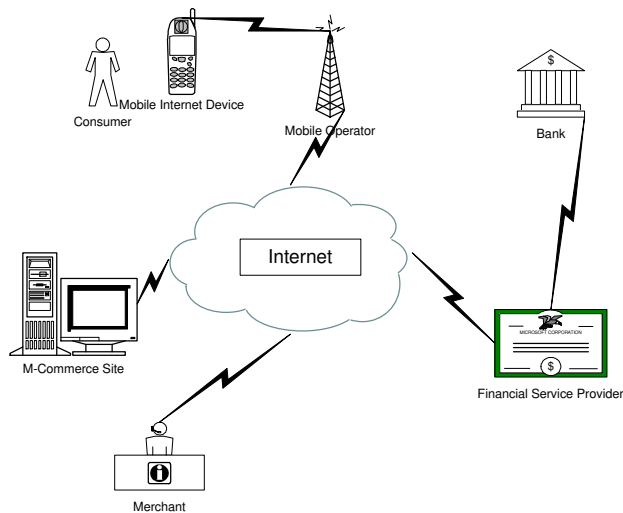 $
Mobile Internet Device
Consumer
Mobile Operator
Bank
Internet
MICROSOFT CORPORATION
$
M-Commerce Site
Financial Service Provider
i
Merchant